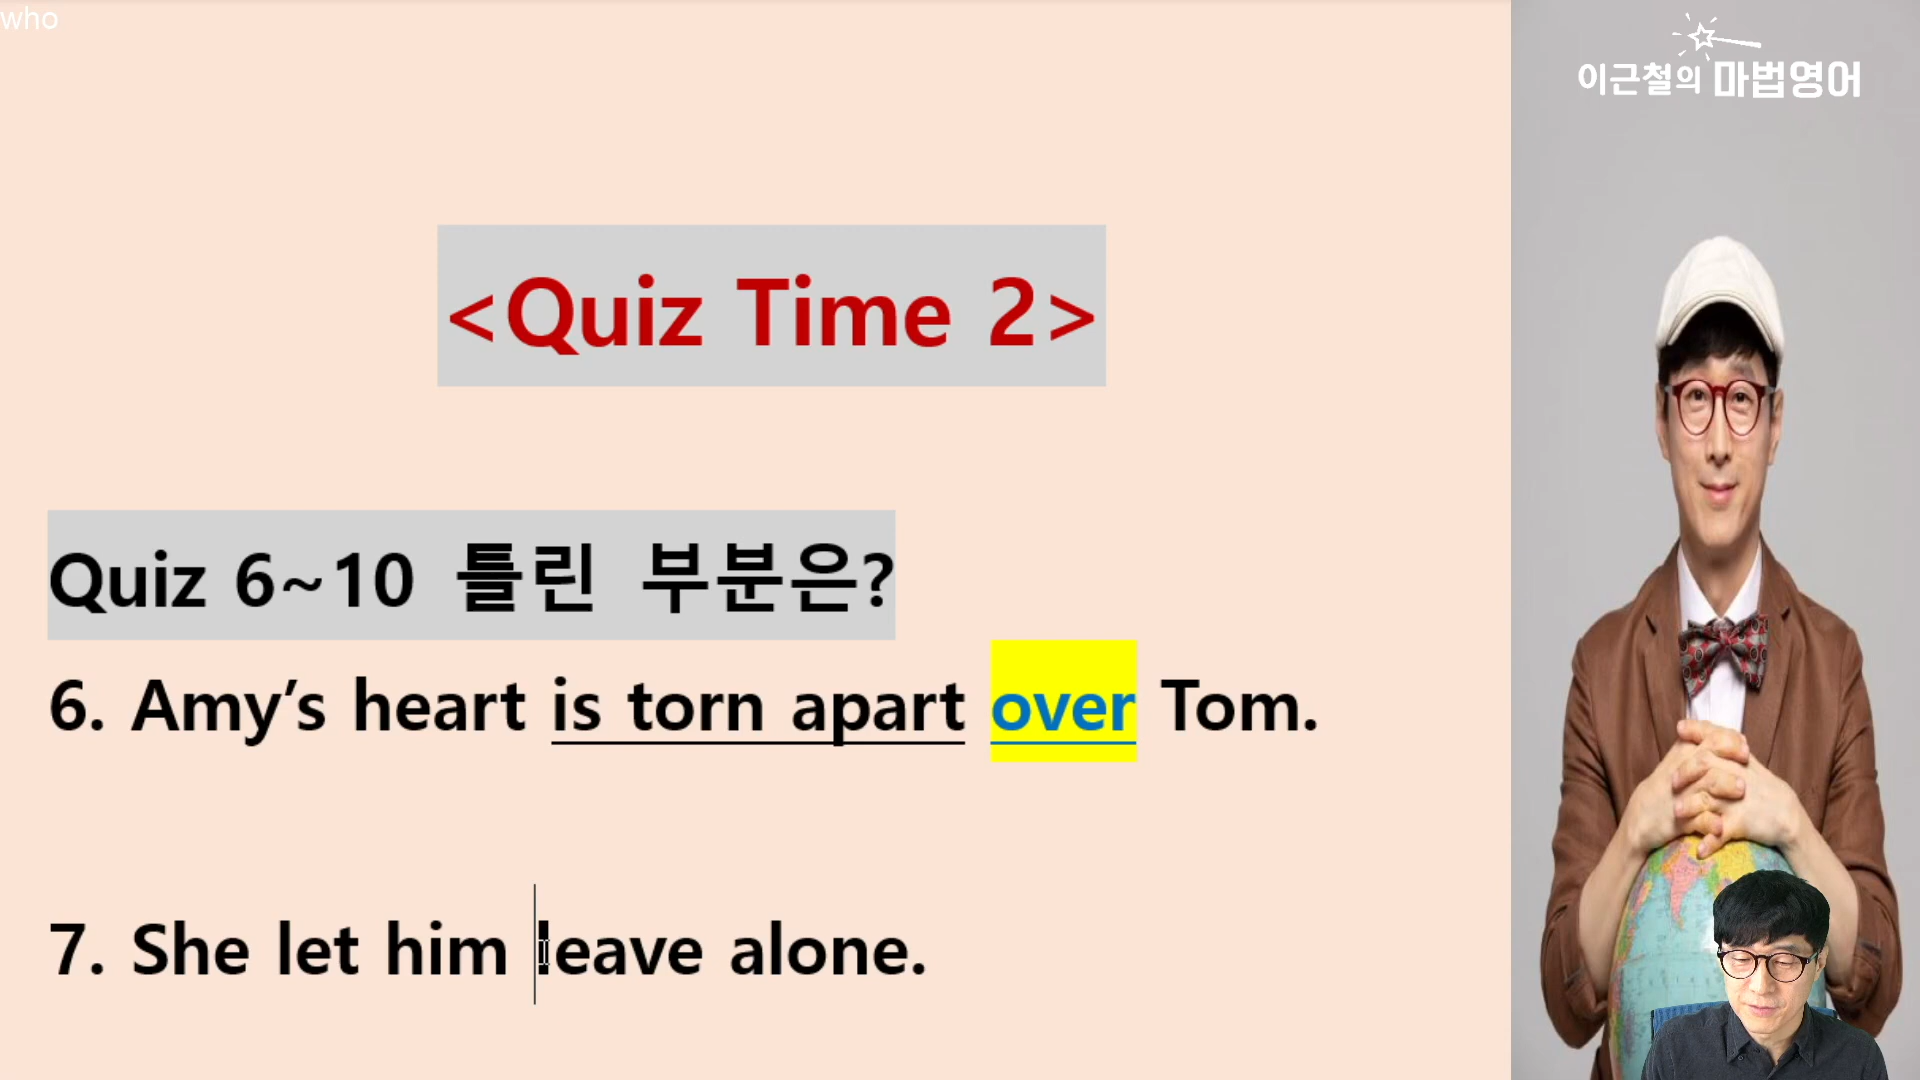 who
이근철의 마법영어
<Quiz Time 2>
Quiz 6~10 틀린 부분은?
6. Amy’s heart is torn apart over Tom.
7. She let him leave alone.